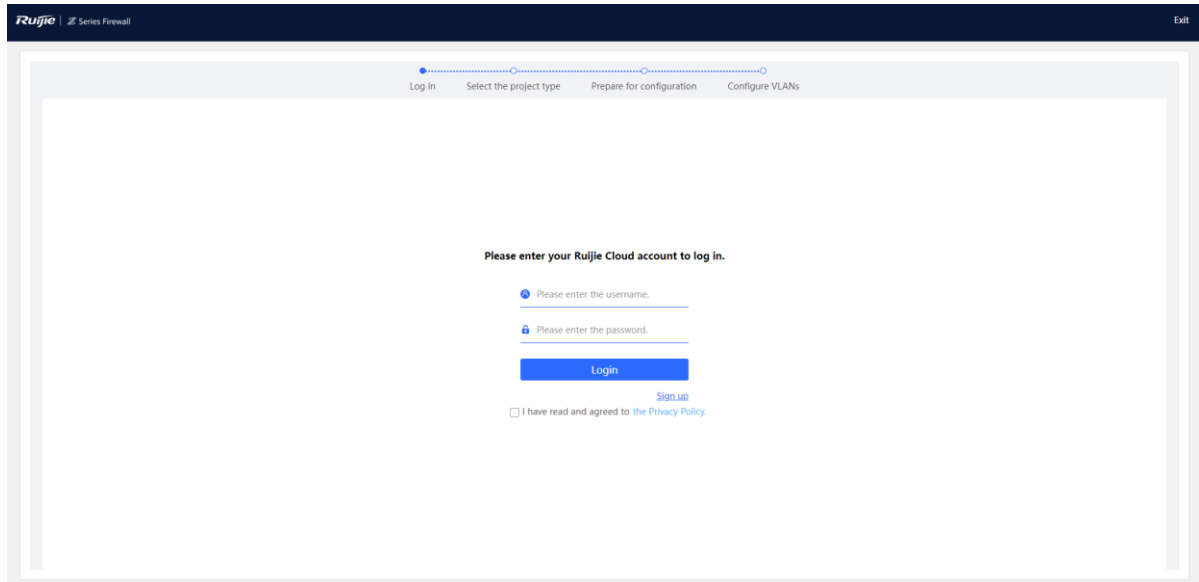 Ruijie | Z Series Firewall
Exit
Log in Select the project type Prepare for configuration Configure VLANs
Please enter your Ruijie Cloud account to log in.
Please enter the username.
Please enter the password.
Login
Sign up
I have read and agreed to the Privacy Policy.